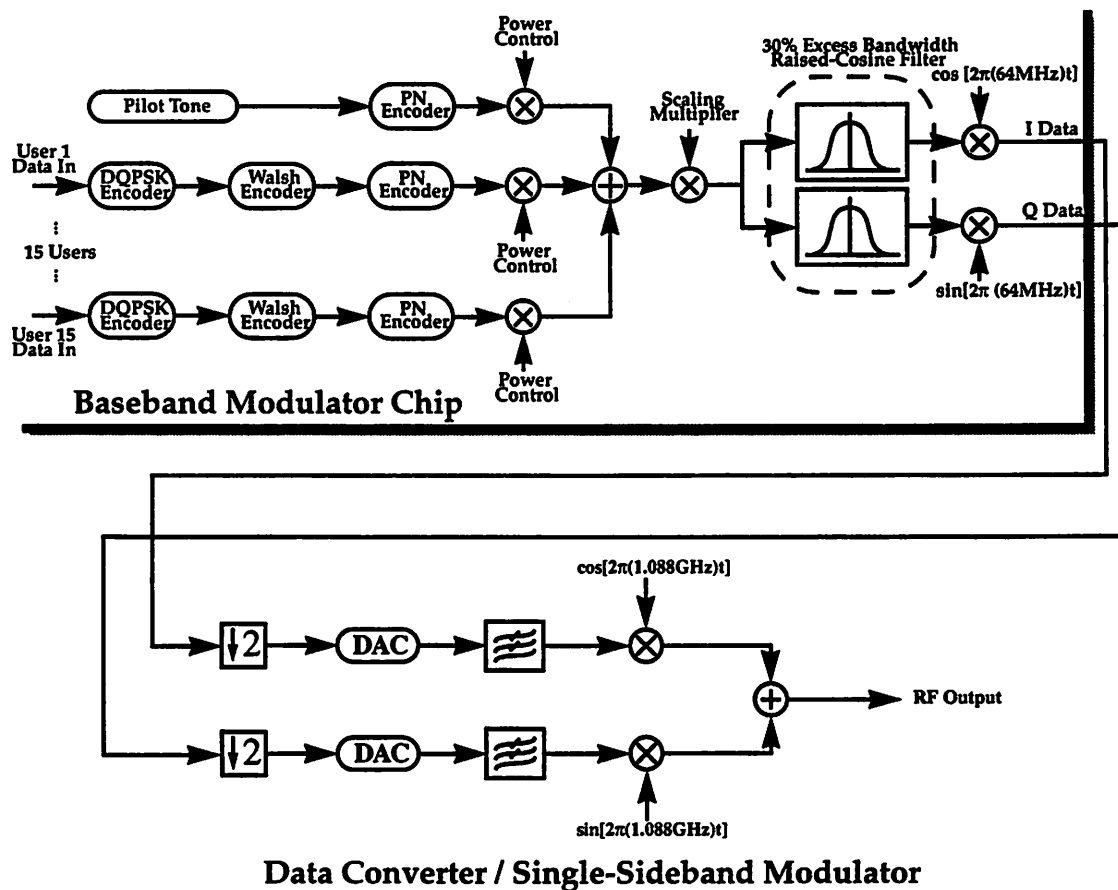 Power
Control
30% Excess Bandwidth
Raised-Cosine Filter
cos [2π(64MHz)t]
Pilot Tone
PN
Encoder
Scaling
Multiplier
I Data
User 1
Data In
DQPSK
Encoder
Walsh
Encoder
PN
Encoder
Q Data
⋮
15 Users
⋮
Power
Control
sin[2π (64MHz)t]
DQPSK
Encoder
Walsh
Encoder
PN
Encoder
User 15
Data In
Power
Control
Baseband Modulator Chip
cos[2π(1.088GHz)t]
↓2
DAC
RF Output
↓2
DAC
sin[2π(1.088GHz)t]
Data Converter / Single-Sideband Modulator